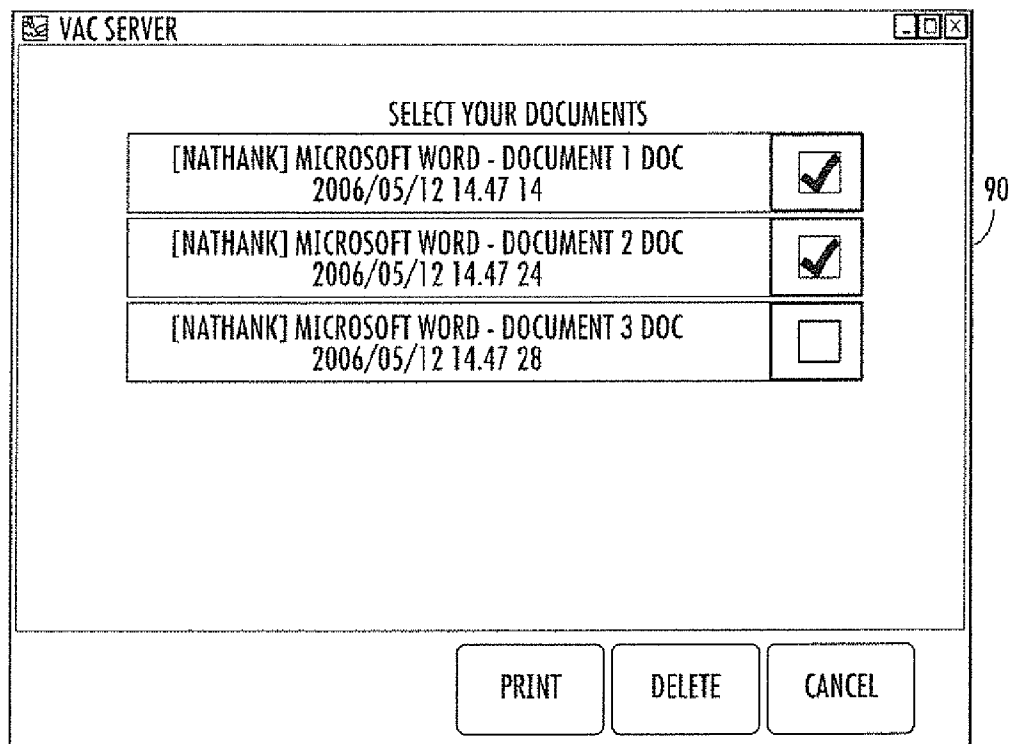 VAC SERVER
SELECT YOUR DOCUMENTS
[NATHANK] MICROSOFT WORD - DOCUMENT 1 DOC
2006/05/12 14.47 14
[NATHANK] MICROSOFT WORD - DOCUMENT 2 DOC
2006/05/12 14.47 24
90
[NATHANK] MICROSOFT WORD - DOCUMENT 3 DOC
2006/05/12 14.47 28
PRINT DELETE CANCEL